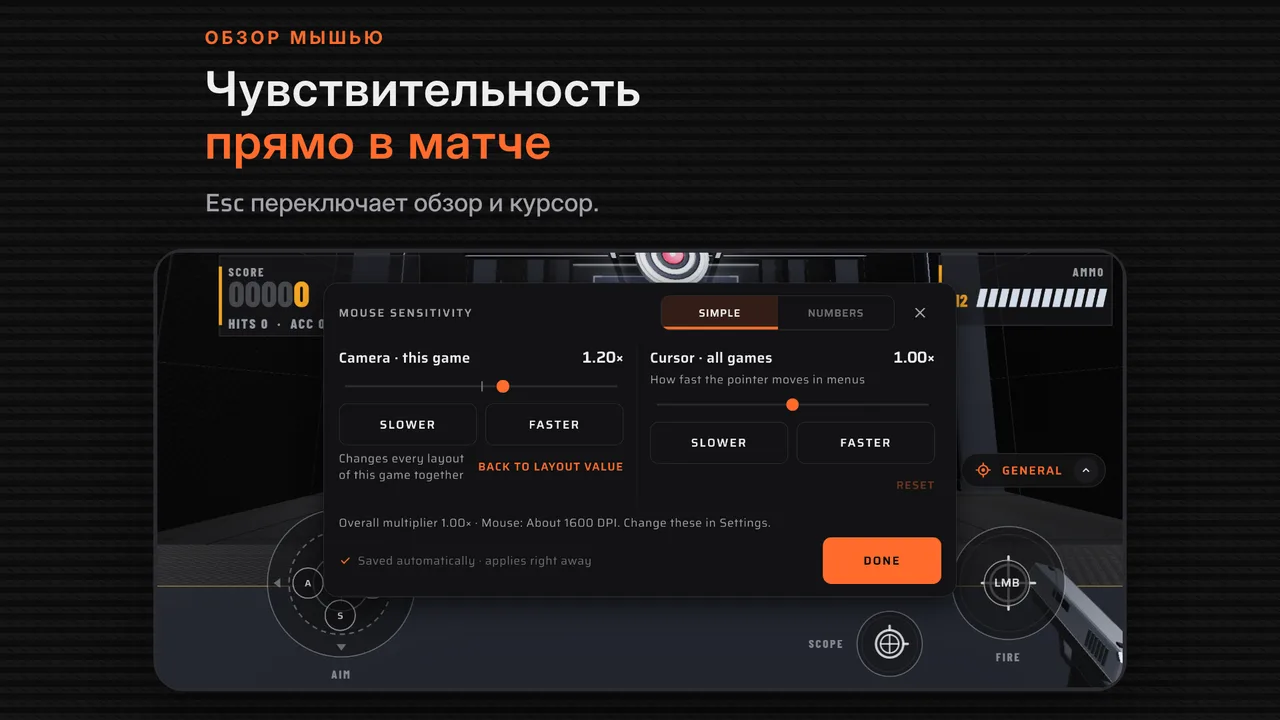 ОБЗОР МЫШЬЮ
Чувствительность
прямо в матче
Esc переключает обзор и курсор.
SCORE
00000
HITS 0 · ACC 0
AMMO
12
MOUSE SENSITIVITY
SIMPLE
NUMBERS
Camera · this game
1.20×
SLOWER
FASTER
Changes every layout
of this game together
BACK TO LAYOUT VALUE
Cursor · all games
1.00×
How fast the pointer moves in menus
SLOWER
FASTER
RESET
Overall multiplier 1.00× · Mouse: About 1600 DPI. Change these in Settings.
Saved automatically · applies right away
DONE
GENERAL
A
S
AIM
SCOPE
LMB
FIRE